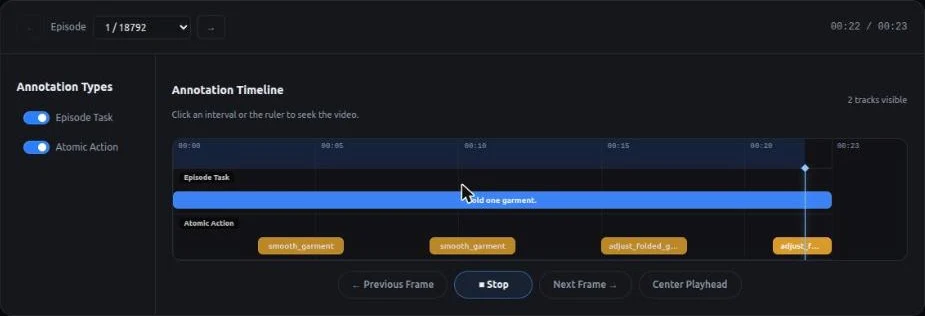 ← Episode 1 / 18792 →
00:22 / 00:23
Annotation Types
Episode Task
Atomic Action
Annotation Timeline
Click an interval or the ruler to seek the video.
2 tracks visible
00:00 00:05 00:10 00:15 00:20 00:23
Episode Task
old one garment.
Atomic Action
smooth_garment smooth_garment adjust_folded_g... adjust_f...
← Previous Frame ■ Stop Next Frame → Center Playhead